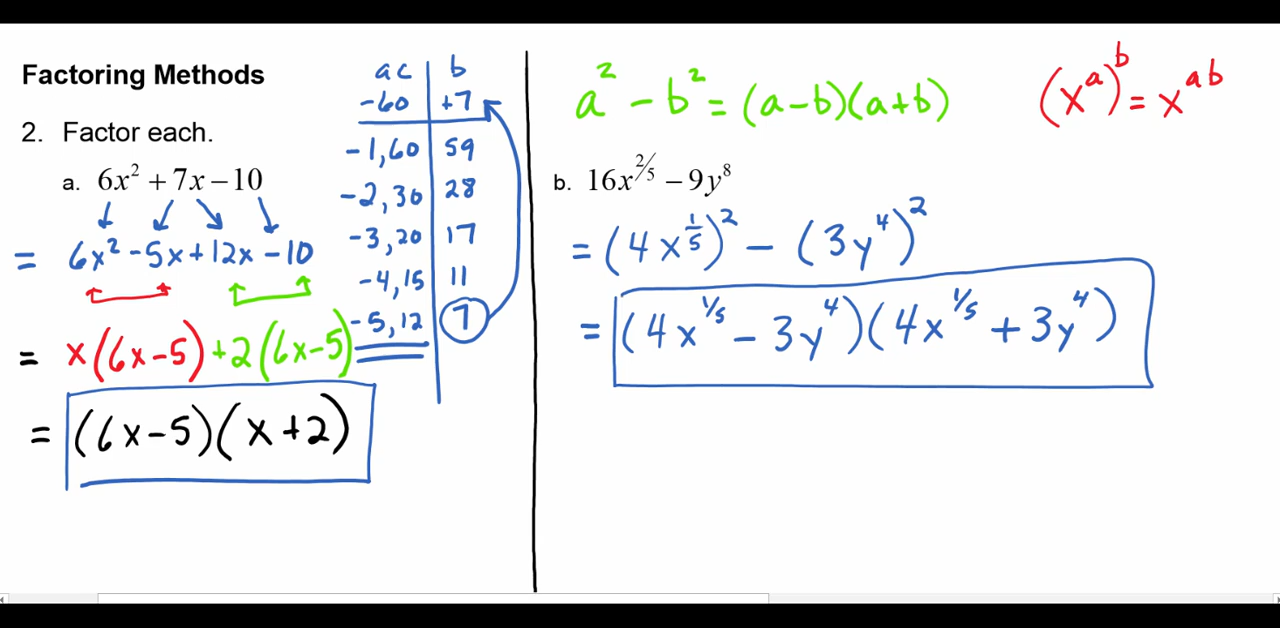 Factoring Methods
2. Factor each.
a. 6x² + 7x − 10
= 6x² - 5x + 12x - 10
= x(6x-5) + 2(6x-5)
= (6x-5)(x+2)
ac | b
-60 | +7
-1,60 | 59
-2,30 | 28
-3,20 | 17
-4,15 | 11
-5,12 | 7
a² - b² = (a-b)(a+b)
(x^a)^b = x^ab
b. 16x^2/5 − 9y⁸
= (4x^1/5)² - (3y⁴)²
= (4x^1/5 - 3y⁴)(4x^1/5 + 3y⁴)